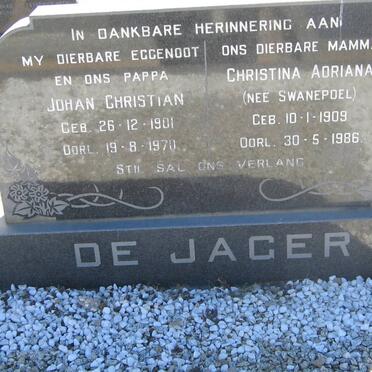 IN DANKBARE HERINNERING AAN
MY DIERBARE EGGENOOT
EN ONS PAPPA
JOHAN CHRISTIAN
GEB. 26-12-1901
OORL. 19-8-1970
ONS DIERBARE MAMMA
CHRISTINA ADRIANA
(NEE SWANEPOEL)
GEB. 10-1-1909
OORL. 30-5-1986
STIL SAL ONS VERLANG
DE JAGER